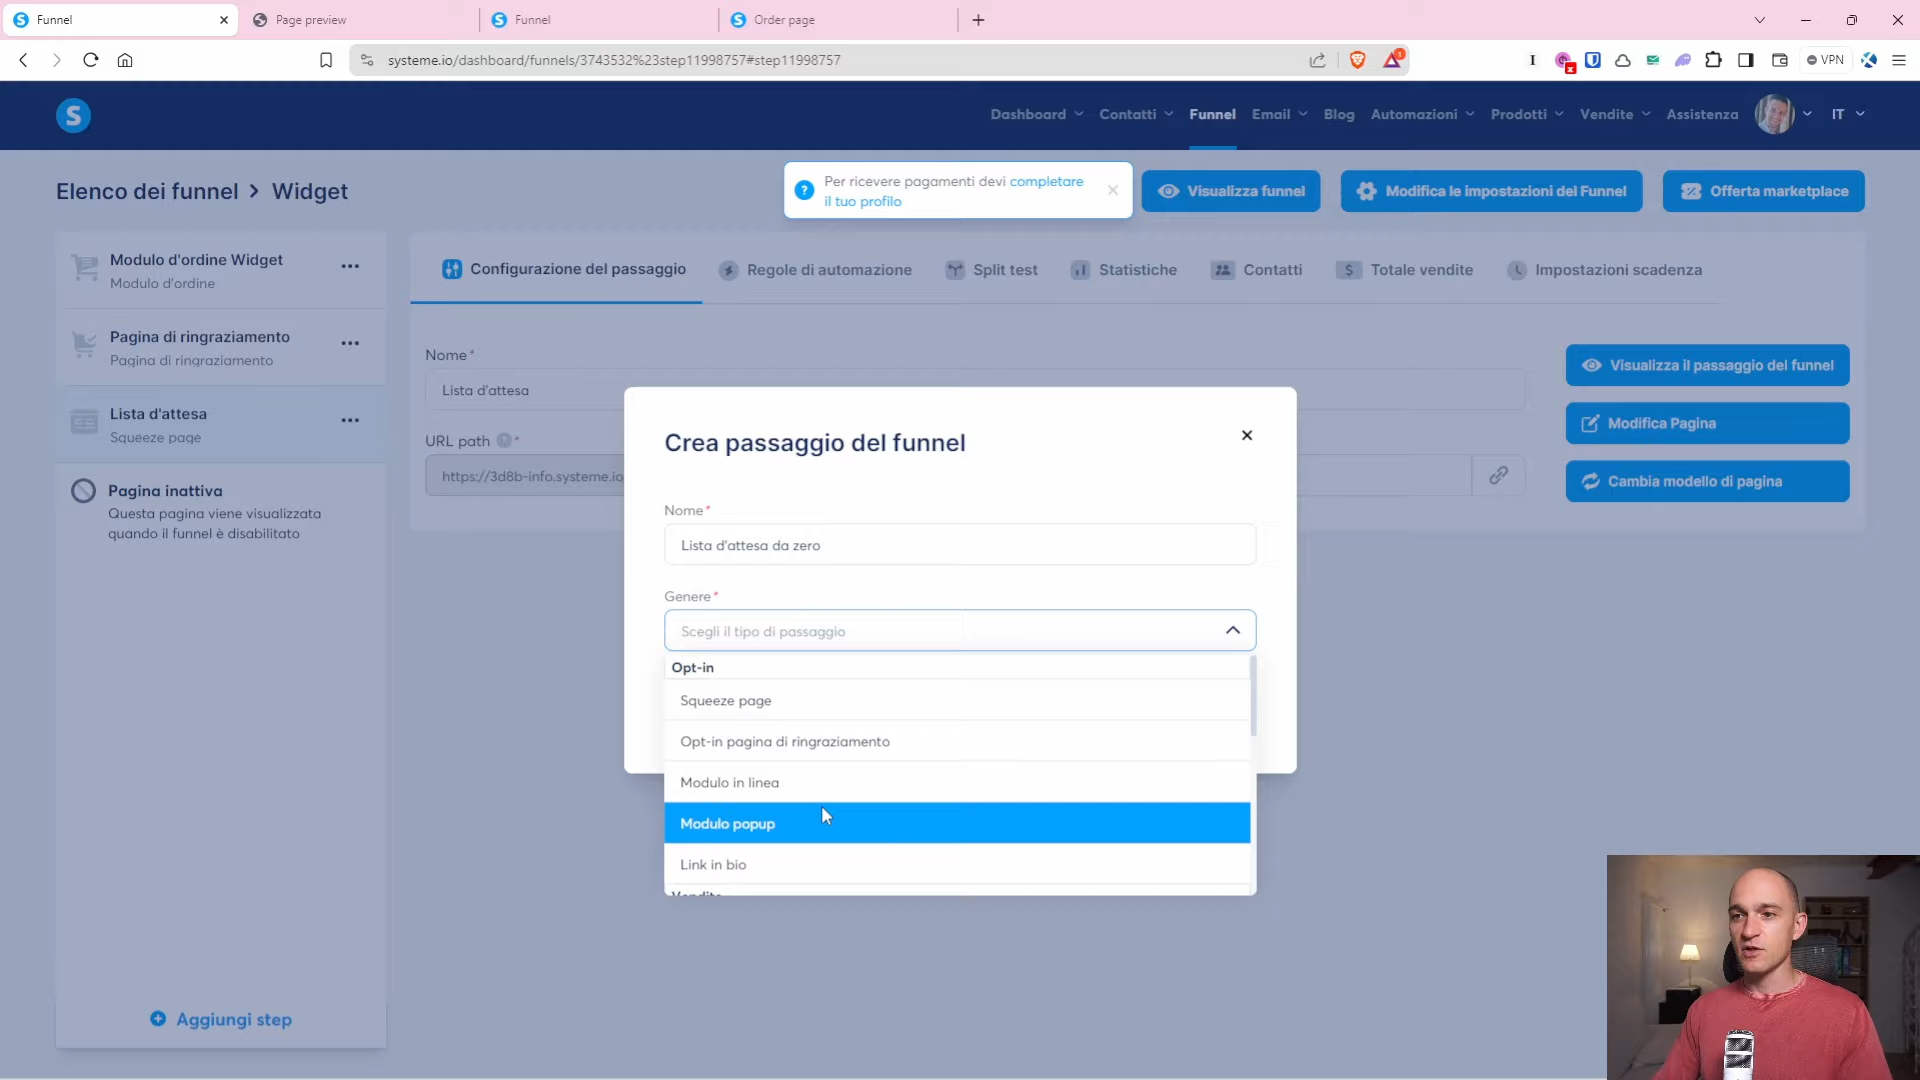 Funnel
Page preview
Funnel
Order page
systeme.io/dashboard/funnels/3743532%23step11998757#step11998757
1
VPN
S
Dashboard
Contatti
Funnel
Email
Blog
Automazioni
Prodotti
Vendite
Assistenza
IT
Elenco dei funnel > Widget
Per ricevere pagamenti devi completare
il tuo profilo
Visualizza funnel
Modifica le impostazioni del Funnel
Offerta marketplace
Modulo d'ordine Widget
Modulo d'ordine
Pagina di ringraziamento
Pagina di ringraziamento
Lista d'attesa
Squeeze page
Pagina inattiva
Questa pagina viene visualizzata
quando il funnel è disabilitato
Aggiungi step
Configurazione del passaggio
Regole di automazione
Split test
Statistiche
Contatti
Totale vendite
Impostazioni scadenza
Nome*
Lista d'attesa
URL path *
https://3d8b-info.systeme.io
Visualizza il passaggio del funnel
Modifica Pagina
Cambia modello di pagina
Crea passaggio del funnel
Nome*
Lista d'attesa da zero
Genere*
Scegli il tipo di passaggio
Opt-in
Squeeze page
Opt-in pagina di ringraziamento
Modulo in linea
Modulo popup
Link in bio